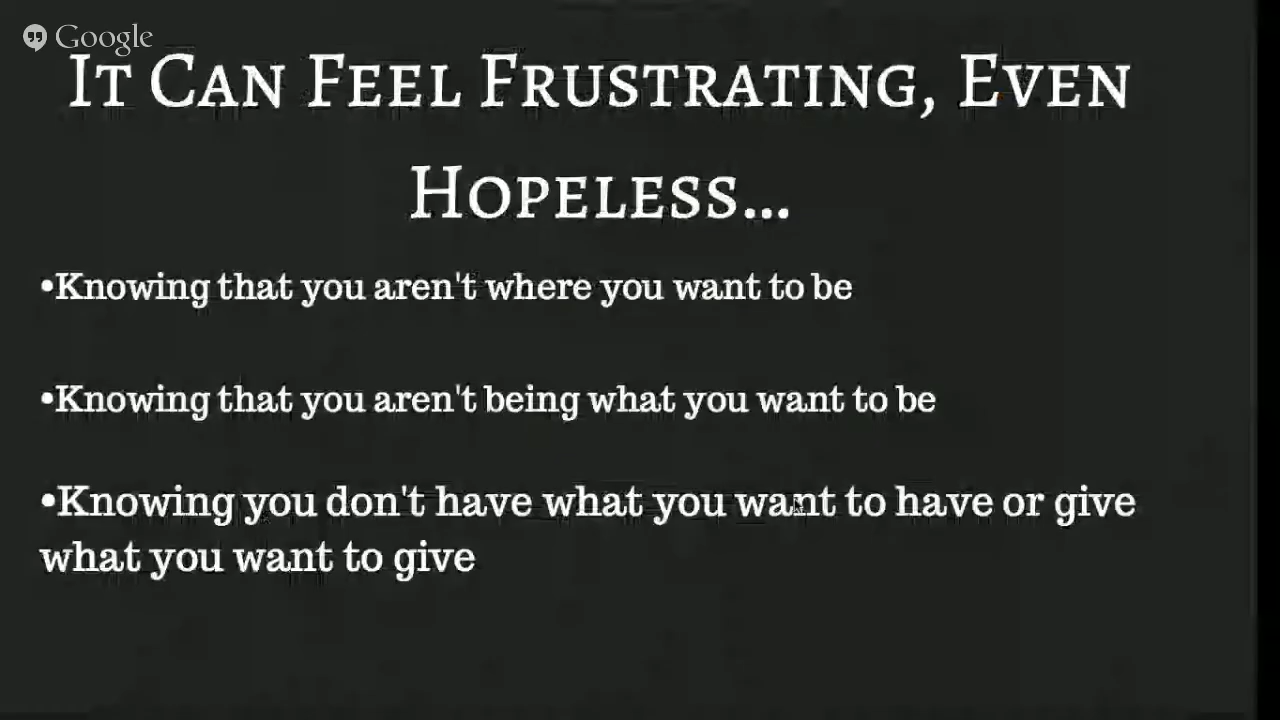 Google
It Can Feel Frustrating, Even
Hopeless...
•Knowing that you aren't where you want to be
•Knowing that you aren't being what you want to be
•Knowing you don't have what you want to have or give
what you want to give